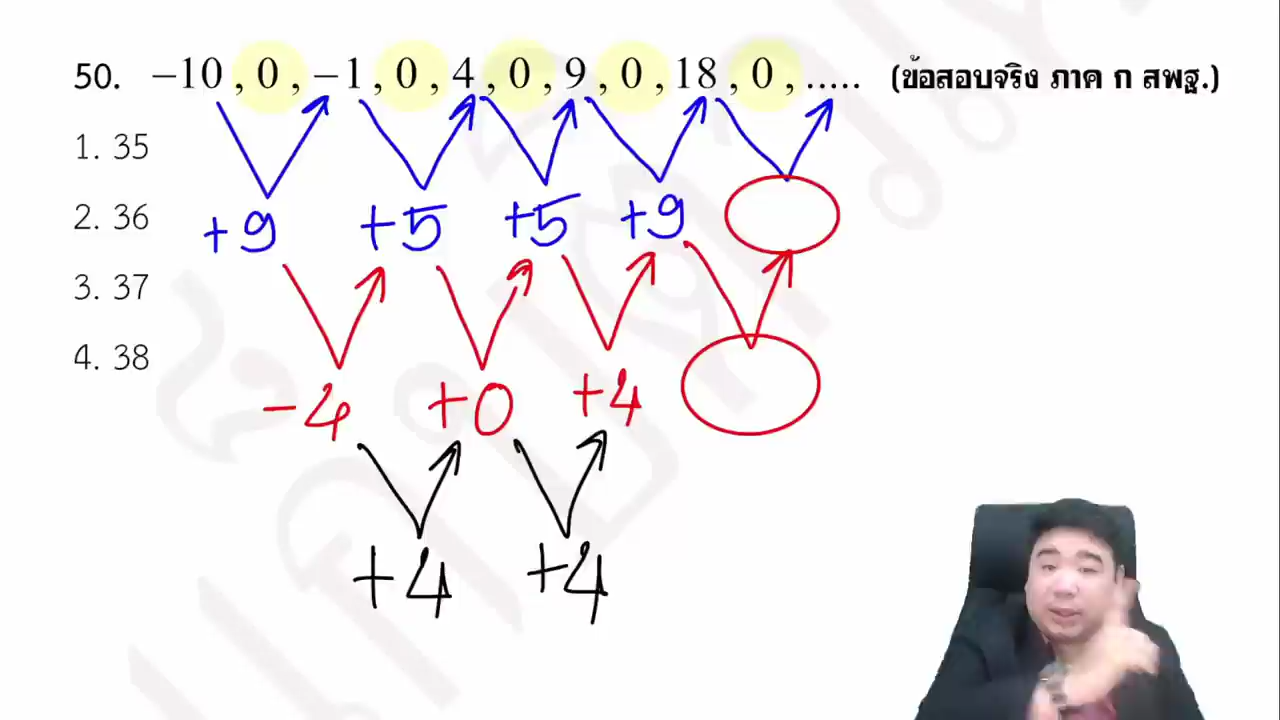 50. −10 , 0 , −1 , 0 , 4 , 0 , 9 , 0 , 18 , 0 , ..... (ข้อสอบจริง ภาค ก สพฐ.)
1. 35
2. 36
+9 +5 +5 +9
3. 37
4. 38
-4 +0 +4
+4 +4